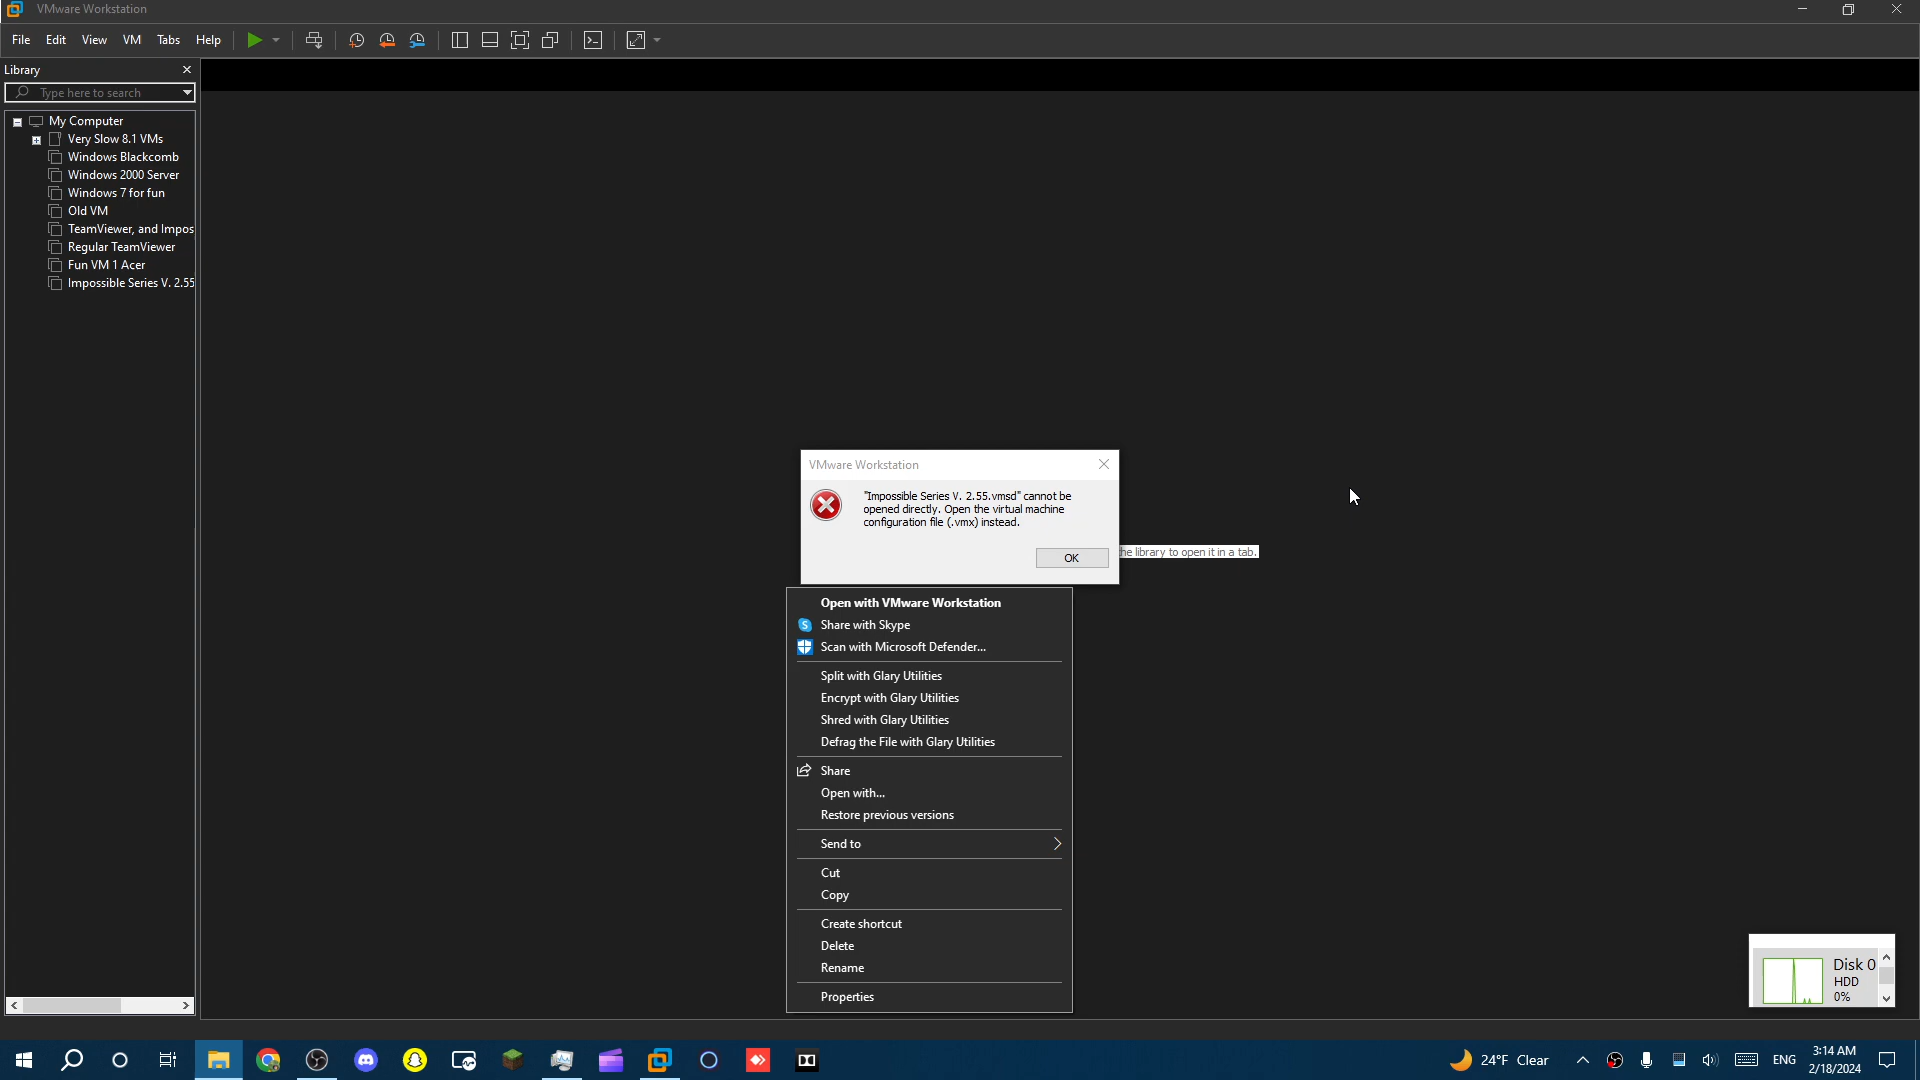 VMware Workstation
File Edit View VM Tabs Help
Library
Type here to search
My Computer
Very Slow 8.1 VMs
Windows Blackcomb
Windows 2000 Server
Windows 7 for fun
Old VM
TeamViewer, and Impos
Regular TeamViewer
Fun VM 1 Acer
Impossible Series V. 2.55
VMware Workstation
"Impossible Series V. 2.55.vmsd" cannot be
opened directly. Open the virtual machine
configuration file (.vmx) instead.
OK
the library to open it in a tab.
Open with VMware Workstation
Share with Skype
Scan with Microsoft Defender...
Split with Glary Utilities
Encrypt with Glary Utilities
Shred with Glary Utilities
Defrag the File with Glary Utilities
Share
Open with...
Restore previous versions
Send to
Cut
Copy
Create shortcut
Delete
Rename
Properties
Disk 0
HDD
0%
24°F Clear
ENG
3:14 AM
2/18/2024